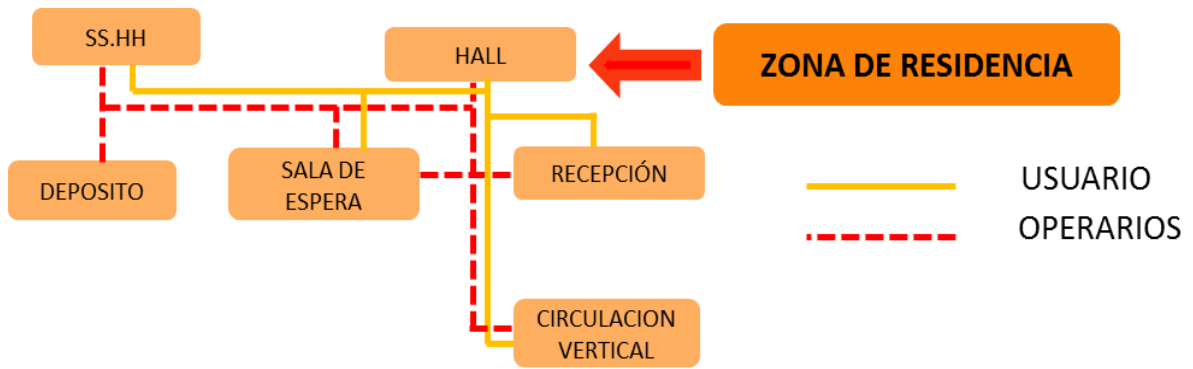 SS.HH
HALL
ZONA DE RESIDENCIA
DEPOSITO
SALA DE
ESPERA
RECEPCIÓN
USUARIO
OPERARIOS
CIRCULACION
VERTICAL